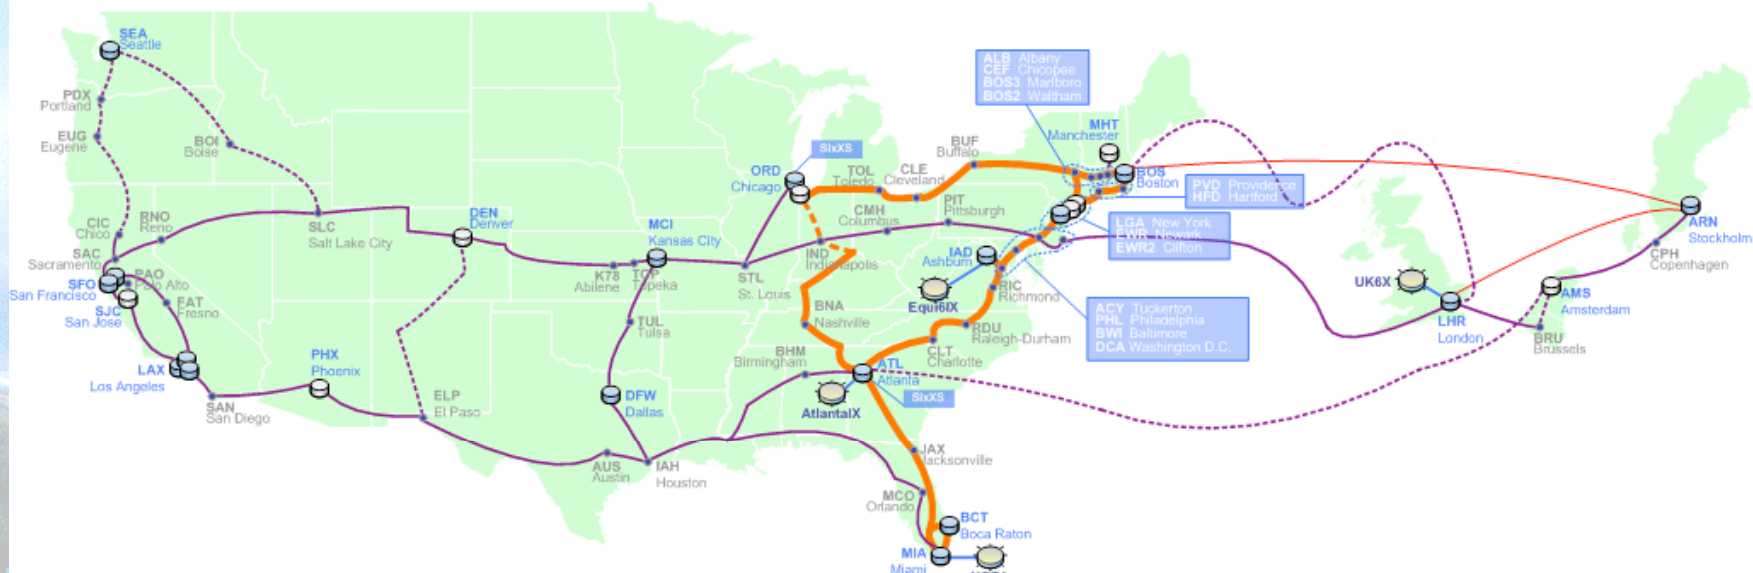 SEA
Seattle
PDX
Portland
EUG
Eugene
BOI
Boise
CIC
Chico
RNO
Reno
SAC
Sacramento
PAO
Palo Alto
SFO
San Francisco
SJC
San Jose
FAT
Fresno
LAX
Los Angeles
SAN
San Diego
PHX
Phoenix
SLC
Salt Lake City
DEN
Denver
ELP
El Paso
K78
Abilene
TOP
Topeka
MCI
Kansas City
TUL
Tulsa
DFW
Dallas
AUS
Austin
IAH
Houston
STL
St. Louis
ORD
Chicago
SixXS
TOL
Toledo
CLE
Cleveland
BUF
Buffalo
CMH
Columbus
PIT
Pittsburgh
IND
Indianapolis
BNA
Nashville
BHM
Birmingham
ATL
Atlanta
AtlantaIX
SixXS
CLT
Charlotte
RDU
Raleigh-Durham
RIC
Richmond
IAD
Ashburn
Equi6IX
JAX
Jacksonville
MCO
Orlando
BCT
Boca Raton
MIA
Miami
ALB Albany
CEF Chicopee
BOS3 Marlboro
BOS2 Waltham
MHT
Manchester
BOS
Boston
PVD Providence
HFD Hartford
LGA New York
EWR Newark
EWR2 Clifton
ACY Tuckerton
PHL Philadelphia
BWI Baltimore
DCA Washington D.C.
UK6X
LHR
London
AMS
Amsterdam
BRU
Brussels
CPH
Copenhagen
ARN
Stockholm